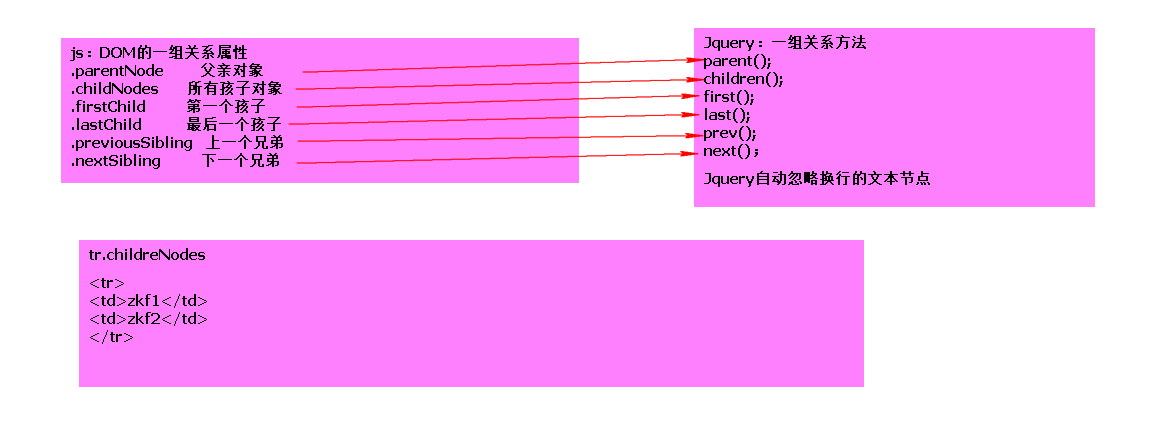 js：DOM的一组关系属性
.parentNode 父亲对象
.childNodes 所有孩子对象
.firstChild 第一个孩子
.lastChild 最后一个孩子
.previousSibling 上一个兄弟
.nextSibling 下一个兄弟
Jquery：一组关系方法
parent();
children();
first();
last();
prev();
next()；
Jquery自动忽略换行的文本节点
tr.childreNodes
<tr>
<td>zkf1</td>
<td>zkf2</td>
</tr>